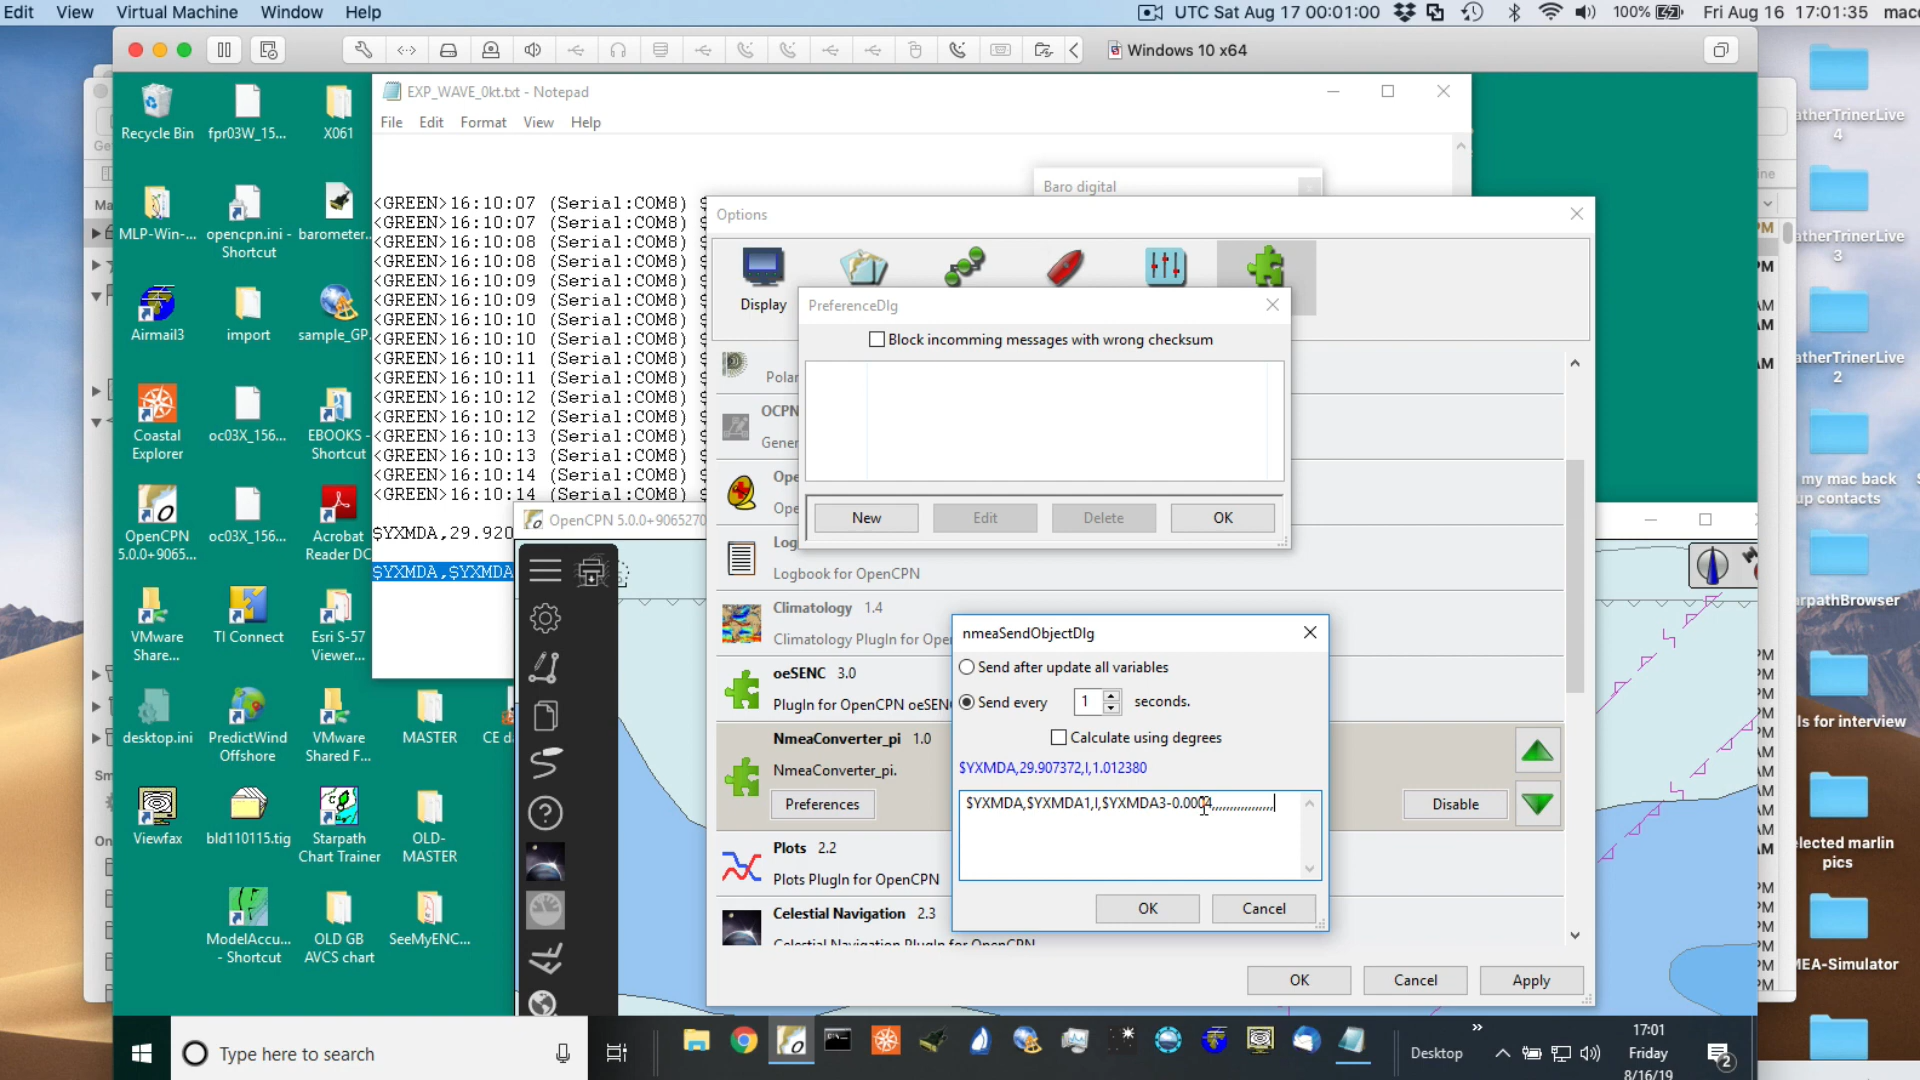 Edit View Virtual Machine Window Help
UTC Sat Aug 17 00:01:00
100%
Fri Aug 16 17:01:35
Windows 10 x64
EXP_WAVE_0kt.txt - Notepad
File Edit Format View Help
Baro digital
<GREEN>16:10:07 (Serial:COM8)
<GREEN>16:10:07 (Serial:COM8)
<GREEN>16:10:08 (Serial:COM8)
<GREEN>16:10:08 (Serial:COM8)
<GREEN>16:10:09 (Serial:COM8)
<GREEN>16:10:09 (Serial:COM8)
<GREEN>16:10:10 (Serial:COM8)
<GREEN>16:10:10 (Serial:COM8)
<GREEN>16:10:11 (Serial:COM8)
<GREEN>16:10:11 (Serial:COM8)
<GREEN>16:10:12 (Serial:COM8)
<GREEN>16:10:12 (Serial:COM8)
<GREEN>16:10:13 (Serial:COM8)
<GREEN>16:10:13 (Serial:COM8)
<GREEN>16:10:14 (Serial:COM8)
<GREEN>16:10:14 (Serial:COM8)
$YXMDA,29.920
$YXMDA,$YXMDA
Recycle Bin
fpr03W_15...
X061
MLP-Win-...
opencpn.ini -
Shortcut
barometer...
Airmail3
import
sample_GP...
Coastal
Explorer
oc03X_156...
EBOOKS -
Shortcut
OpenCPN
5.0.0+9065...
oc03X_156...
Acrobat
Reader DC
VMware
Share...
TI Connect
Esri S-57
Viewer...
desktop.ini
PredictWind
Offshore
VMware
Shared F...
MASTER
Viewfax
bld110115.tig
Starpath
Chart Trainer
OLD-
MASTER
ModelAccu...
- Shortcut
OLD GB
AVCS chart
SeeMyENC...
OpenCPN 5.0.0+9065270
Options
Display
PreferenceDlg
Block incomming messages with wrong checksum
New Edit Delete OK
Logbook for OpenCPN
Climatology 1.4
oeSENC 3.0
NmeaConverter_pi 1.0
NmeaConverter_pi.
Preferences
Disable
Plots 2.2
Plots PlugIn for OpenCPN
Celestial Navigation 2.3
Celestial Navigation PlugIn for OpenCPN
OK Cancel Apply
nmeaSendObjectDlg
Send after update all variables
Send every 1 seconds.
Calculate using degrees
$YXMDA,29.907372,I,1.012380
$YXMDA,$YXMDA1,I,$YXMDA3-0.0004,,,,,,,,,,,,,,,,,
OK Cancel
4
3
2
my mac back
up contacts
pics
Type here to search
Desktop
17:01
Friday
8/16/19
2